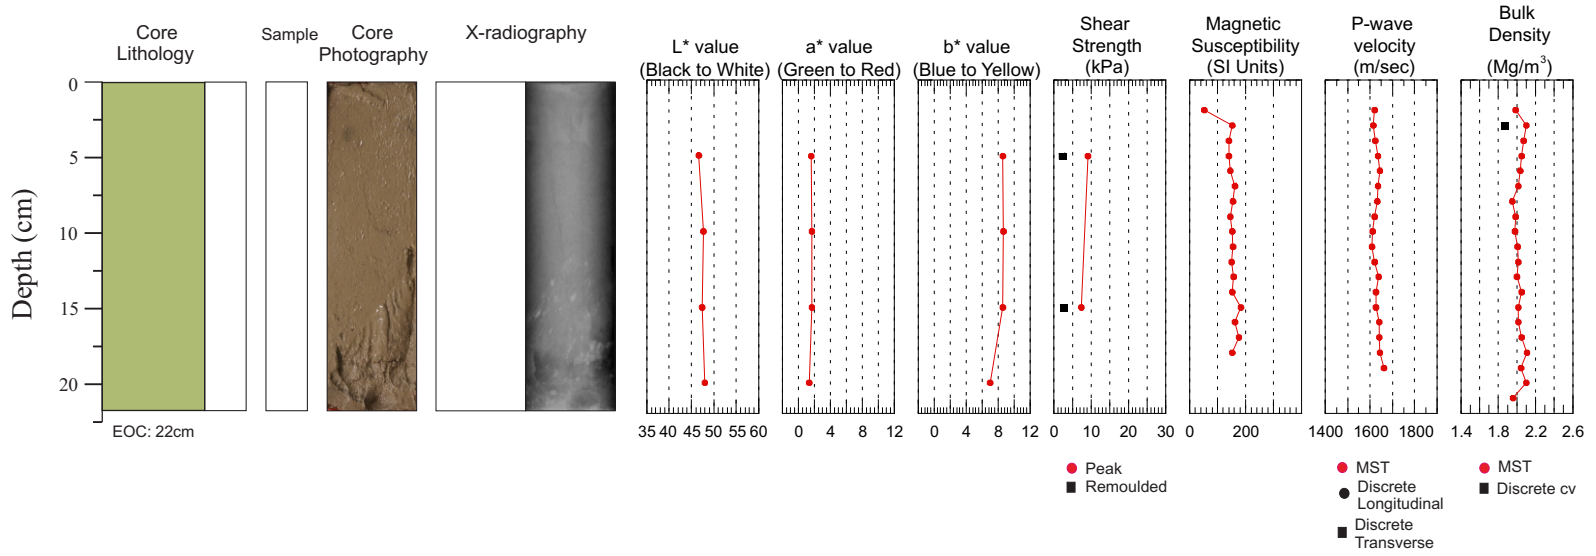 Core
Lithology
Sample
Core
Photography
X-radiography
L* value
(Black to White)
a* value
(Green to Red)
b* value
(Blue to Yellow)
Shear
Strength
(kPa)
Magnetic
Susceptibility
(SI Units)
P-wave
velocity
(m/sec)
Bulk
Density
(Mg/m³)
Depth (cm)
0
5
10
15
20
EOC: 22cm
35 40 45 50 55 60
0 4 8 12
0 4 8 12
0 10 20 30
0 200
1400 1600 1800
1.4 1.8 2.2 2.6
Peak
Remoulded
MST
Discrete
Longitudinal
Discrete
Transverse
MST
Discrete cv